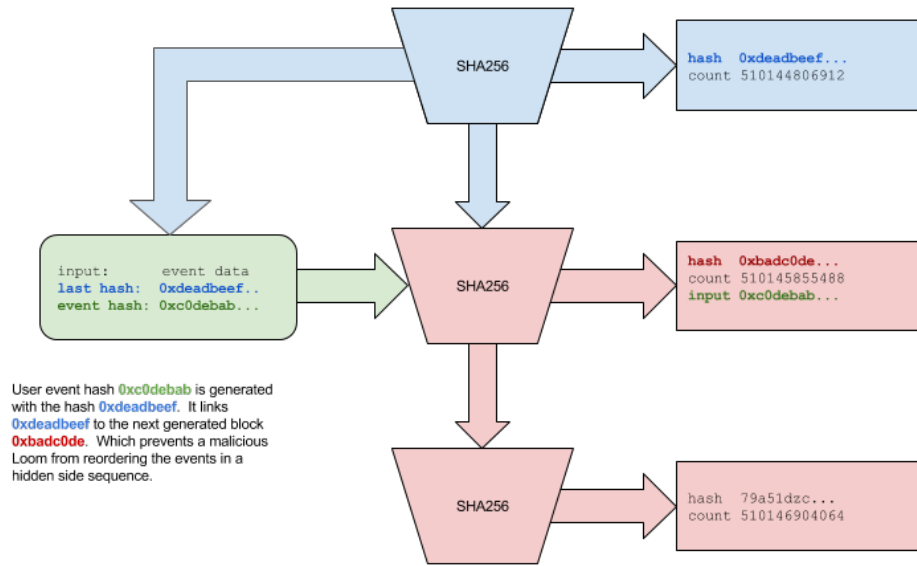 SHA256
hash 0xdeadbeef...
count 510144806912
input: event data
last hash: 0xdeadbeef..
event hash: 0xc0debab...
SHA256
hash 0xbadc0de...
count 510145855488
input 0xc0debab...
User event hash 0xc0debab is generated
with the hash 0xdeadbeef. It links
0xdeadbeef to the next generated block
0xbadc0de. Which prevents a malicious
Loom from reordering the events in a
hidden side sequence.
SHA256
hash 79a51dzc...
count 510146904064